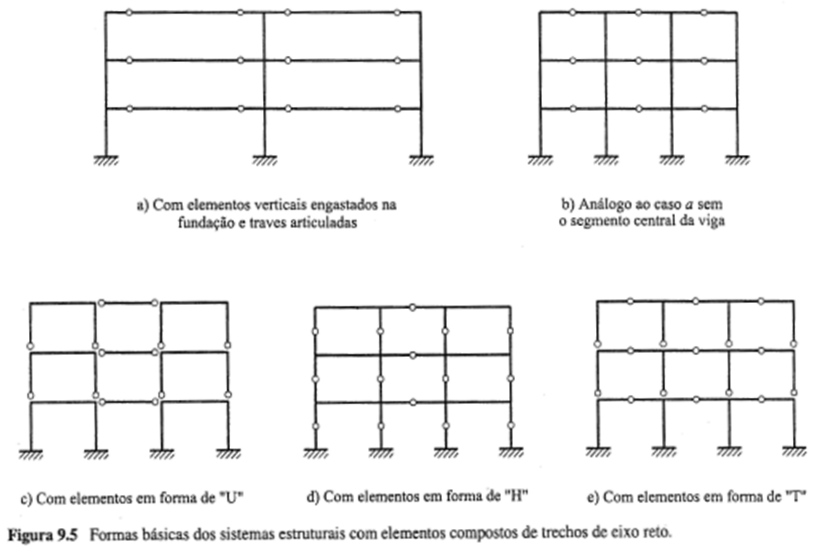 a) Com elementos verticais engastados na
fundação e traves articuladas
b) Análogo ao caso a sem
o segmento central da viga
c) Com elementos em forma de "U"
d) Com elementos em forma de "H"
e) Com elementos em forma de "T"
Figura 9.5 Formas básicas dos sistemas estruturais com elementos compostos de trechos de eixo reto.